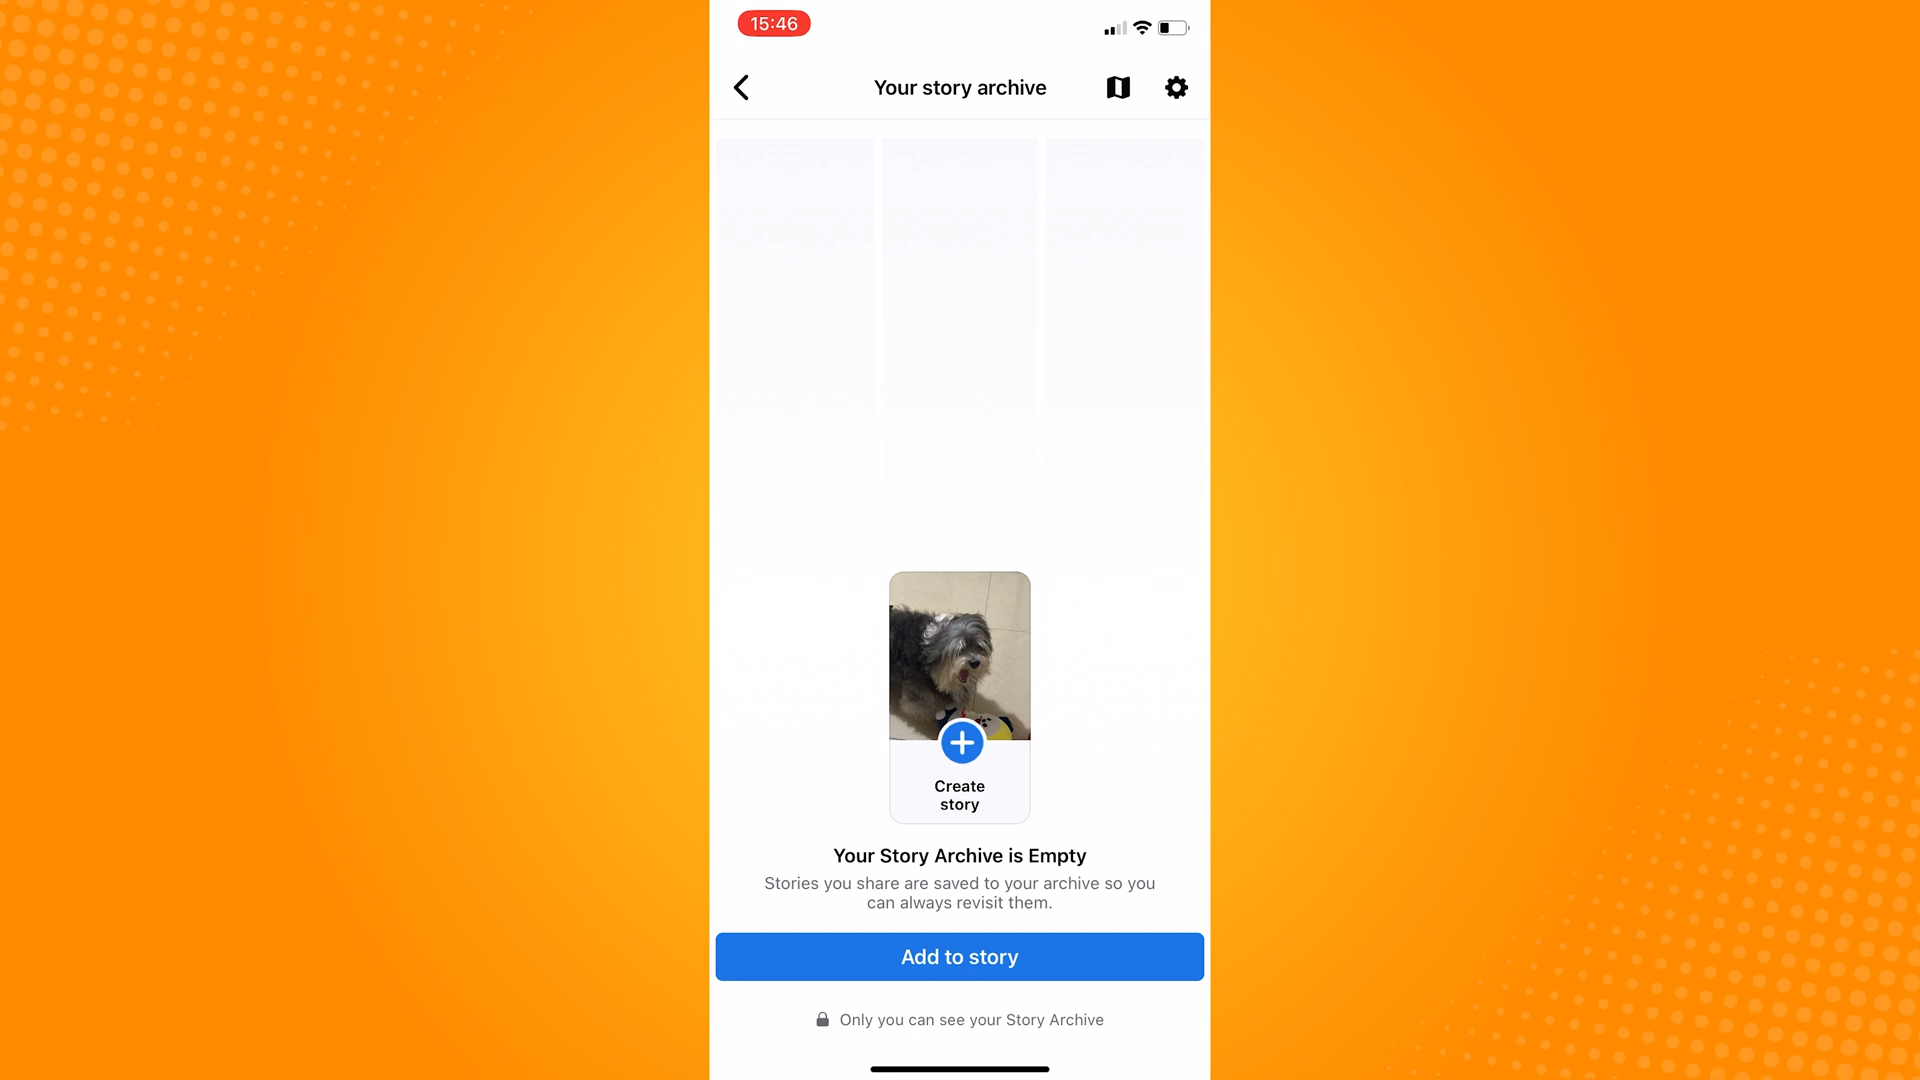 15:46
Your story archive
Create
story
Your Story Archive is Empty
Stories you share are saved to your archive so you
can always revisit them.
Add to story
Only you can see your Story Archive